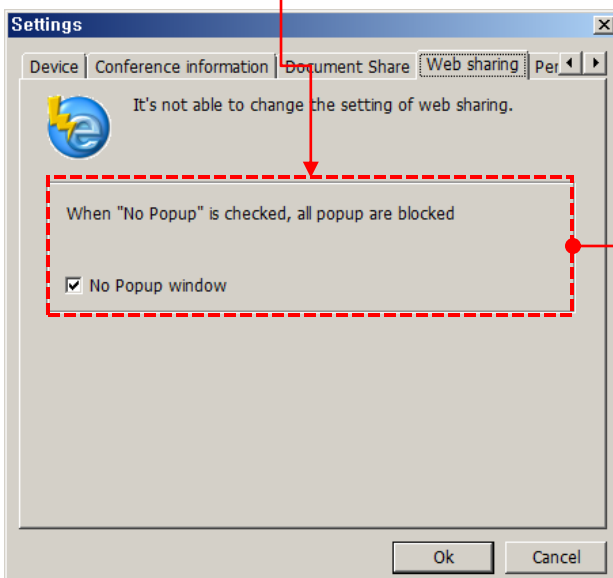 Settings
Device Conference information Document Share Web sharing Per
It's not able to change the setting of web sharing.
When "No Popup" is checked, all popup are blocked
No Popup window
Ok Cancel